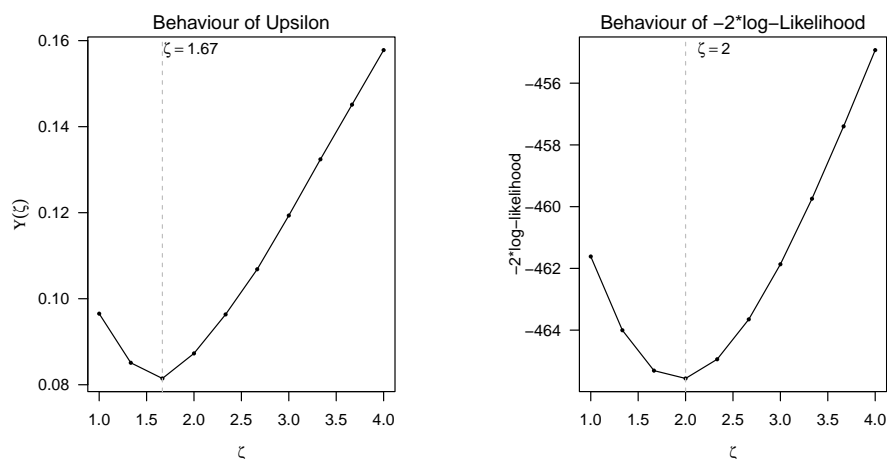 Behaviour of Upsilon
ζ = 1.67
0.16
0.14
0.12
0.10
0.08
Υ(ζ)
1.0 1.5 2.0 2.5 3.0 3.5 4.0
ζ
Behaviour of −2*log−Likelihood
ζ = 2
−456
−458
−460
−462
−464
−2*log−likelihood
1.0 1.5 2.0 2.5 3.0 3.5 4.0
ζ